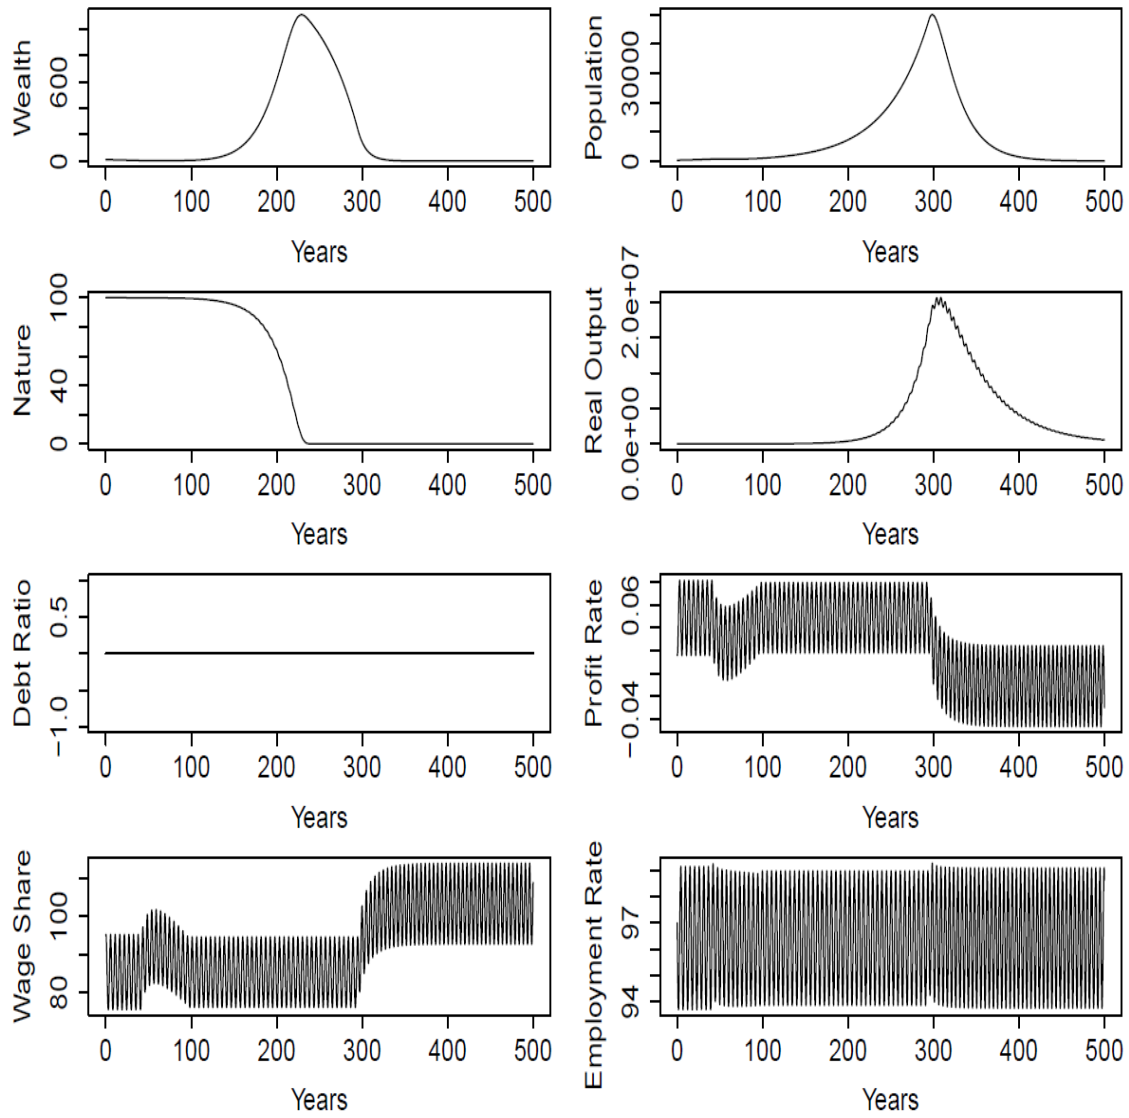 Wealth
0 600
0 100 200 300 400 500
Years
Population
0 30000
0 100 200 300 400 500
Years
Nature
0 40 100
0 100 200 300 400 500
Years
Real Output
0.0e+00 2.0e+07
0 100 200 300 400 500
Years
Debt Ratio
−1.0 0.5
0 100 200 300 400 500
Years
Profit Rate
−0.04 0.06
0 100 200 300 400 500
Years
Wage Share
80 100
0 100 200 300 400 500
Years
Employment Rate
94 97
0 100 200 300 400 500
Years